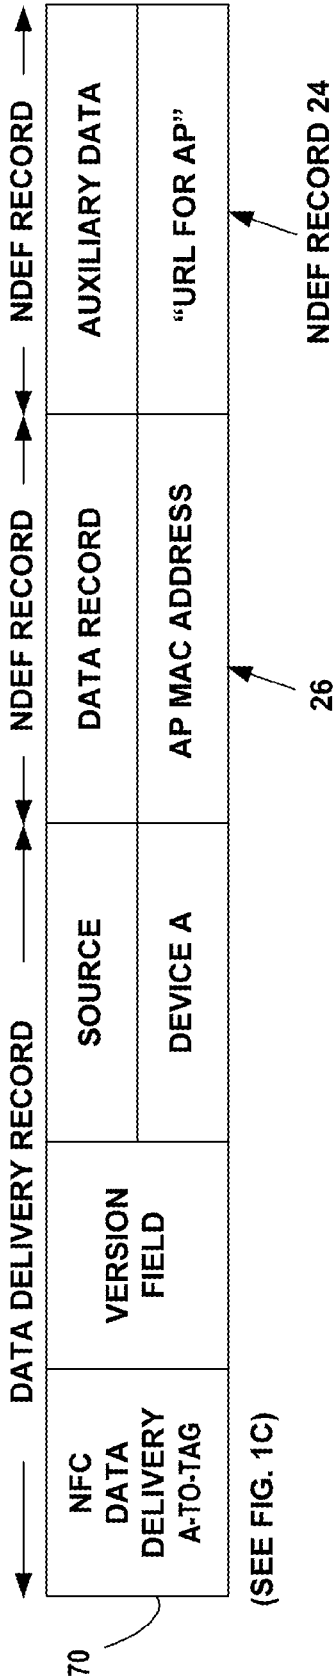 DATA DELIVERY RECORD
NDEF RECORD
NDEF RECORD
70
NFC
DATA
DELIVERY
A-TO-TAG
VERSION
FIELD
SOURCE
DEVICE A
DATA RECORD
AP MAC ADDRESS
AUXILIARY DATA
“URL FOR AP”
(SEE FIG. 1C)
26
NDEF RECORD 24